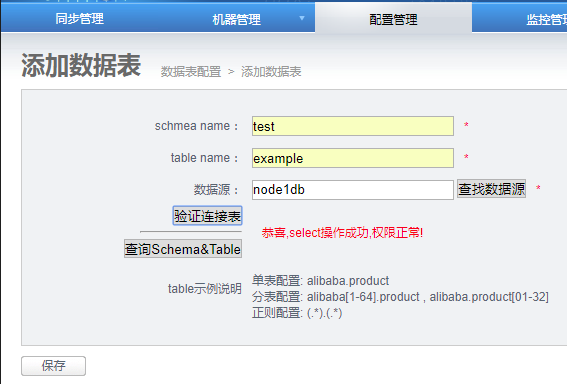 同步管理 机器管理 配置管理 监控管理
添加数据表 数据表配置 > 添加数据表
schmea name： test *
table name： example *
数据源： node1db 查找数据源 *
验证连接表
恭喜,select操作成功,权限正常!
查询Schema&Table
table示例说明
单表配置: alibaba.product
分表配置: alibaba[1-64].product , alibaba.product[01-32]
正则配置: (.*).(.*)
保存